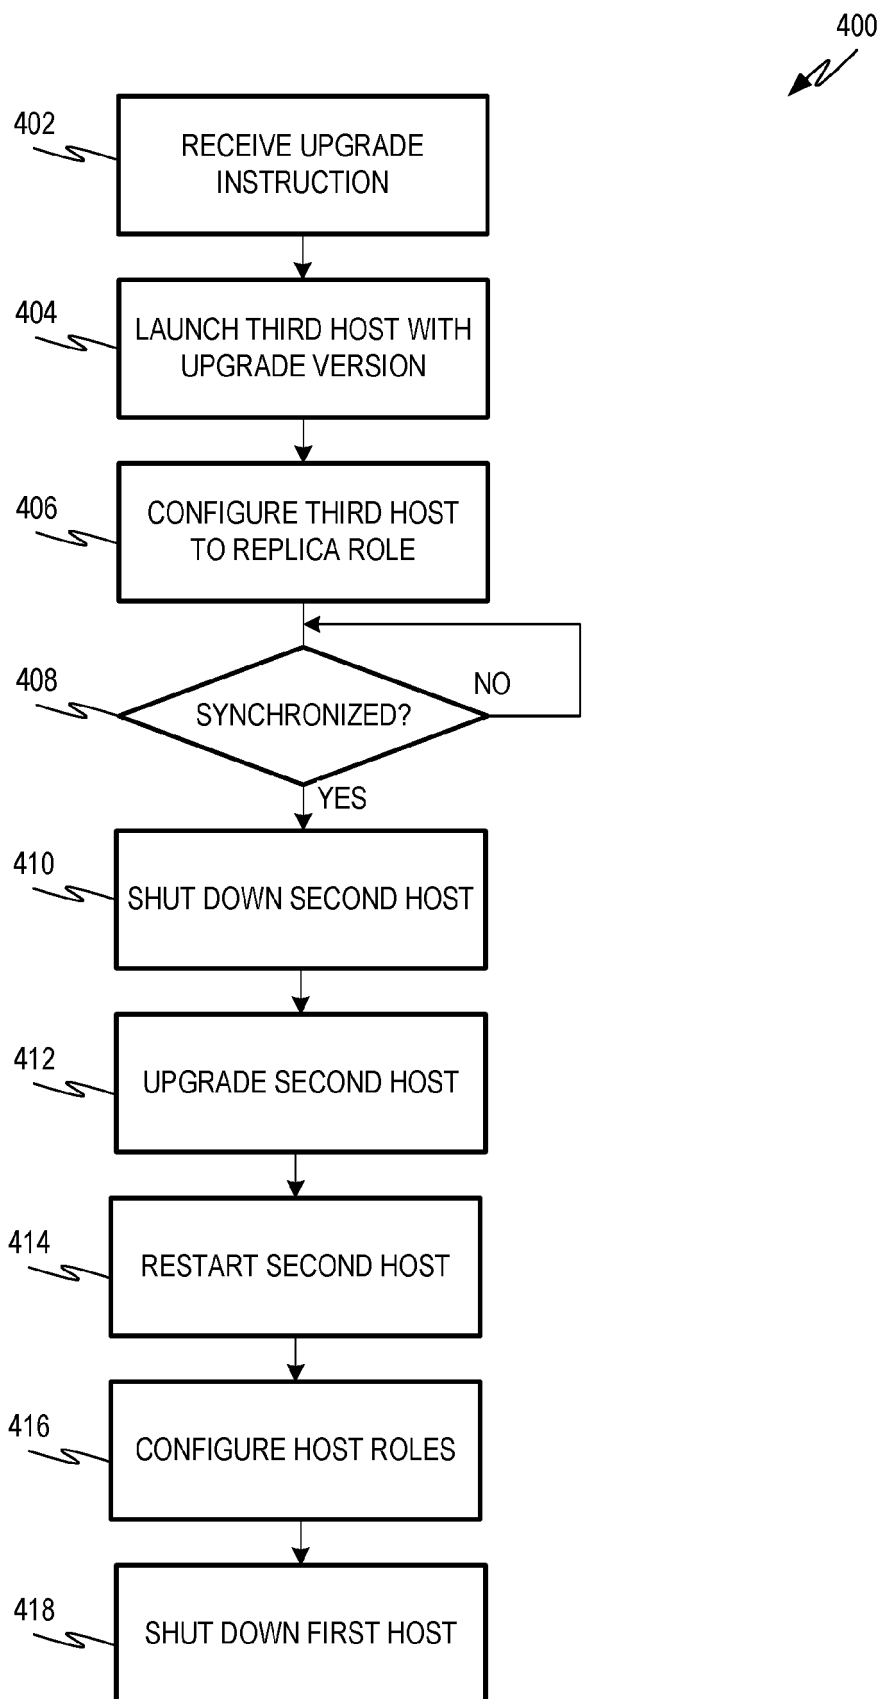 400
402
RECEIVE UPGRADE
INSTRUCTION
404
LAUNCH THIRD HOST WITH
UPGRADE VERSION
406
CONFIGURE THIRD HOST
TO REPLICA ROLE
408
SYNCHRONIZED?
NO
YES
410
SHUT DOWN SECOND HOST
412
UPGRADE SECOND HOST
414
RESTART SECOND HOST
416
CONFIGURE HOST ROLES
418
SHUT DOWN FIRST HOST